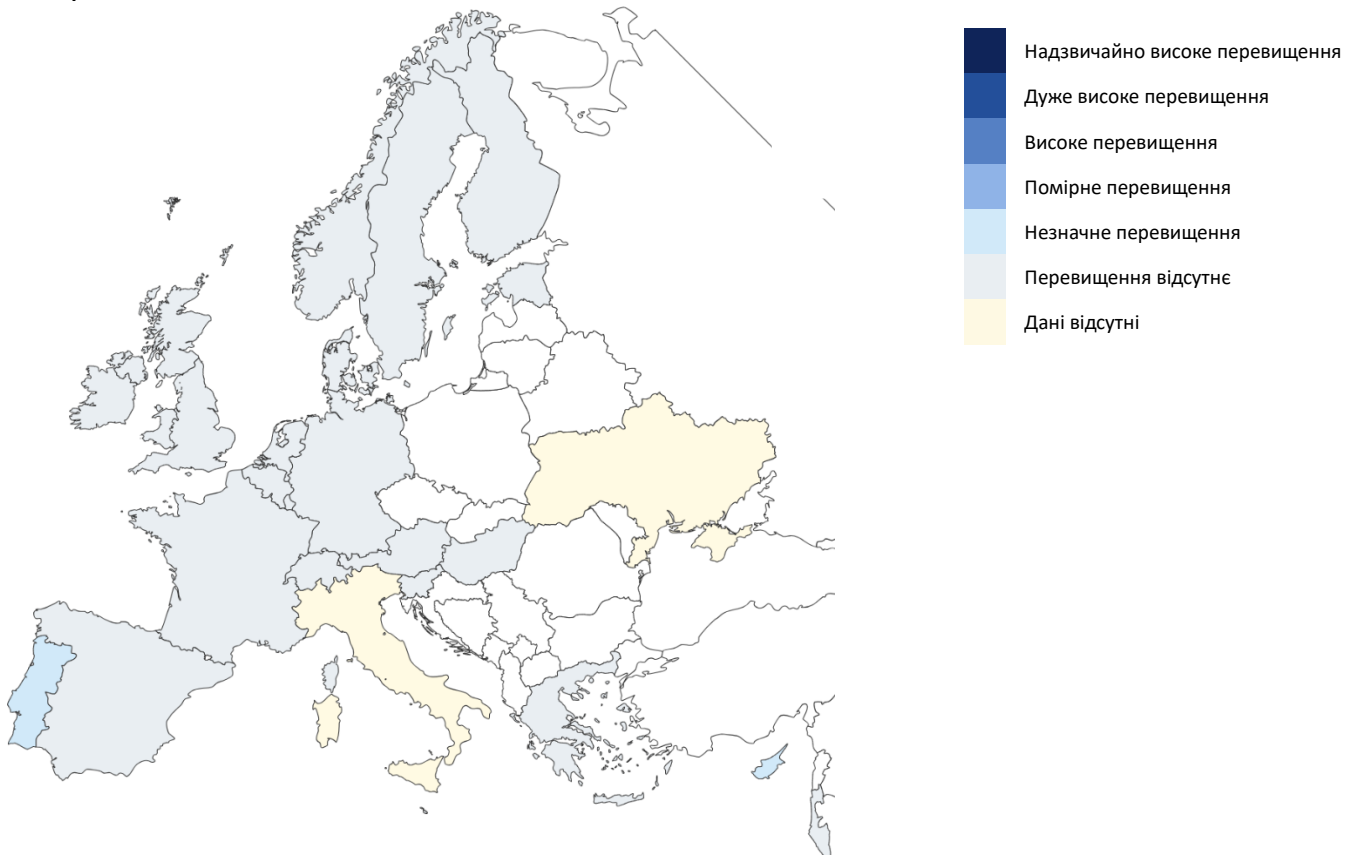 Надзвичайно високе перевищення
Дуже високе перевищення
Високе перевищення
Помірне перевищення
Незначне перевищення
Перевищення відсутнє
Дані відсутні